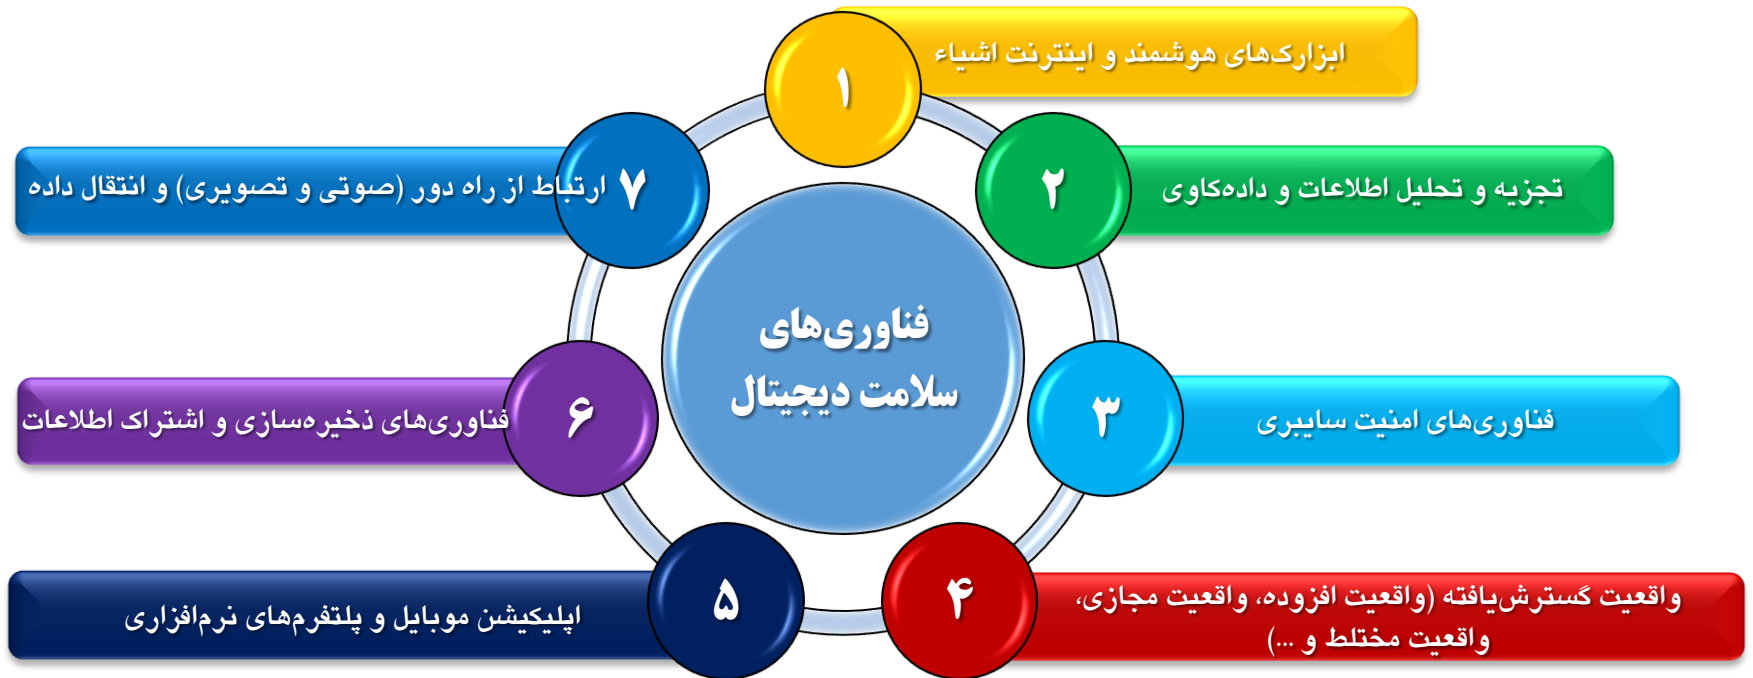 فناوری‌های
سلامت دیجیتال
۱
ابزارک‌های هوشمند و اینترنت اشیاء
۲
تجزیه و تحلیل اطلاعات و داده‌کاوی
۳
فناوری‌های امنیت سایبری
۴
واقعیت گسترش‌یافته (واقعیت افزوده، واقعیت مجازی،
واقعیت مختلط و ...)
۵
اپلیکیشن موبایل و پلتفرم‌های نرم‌افزاری
۶
فناوری‌های ذخیره‌سازی و اشتراک اطلاعات
۷
ارتباط از راه دور (صوتی و تصویری) و انتقال داده